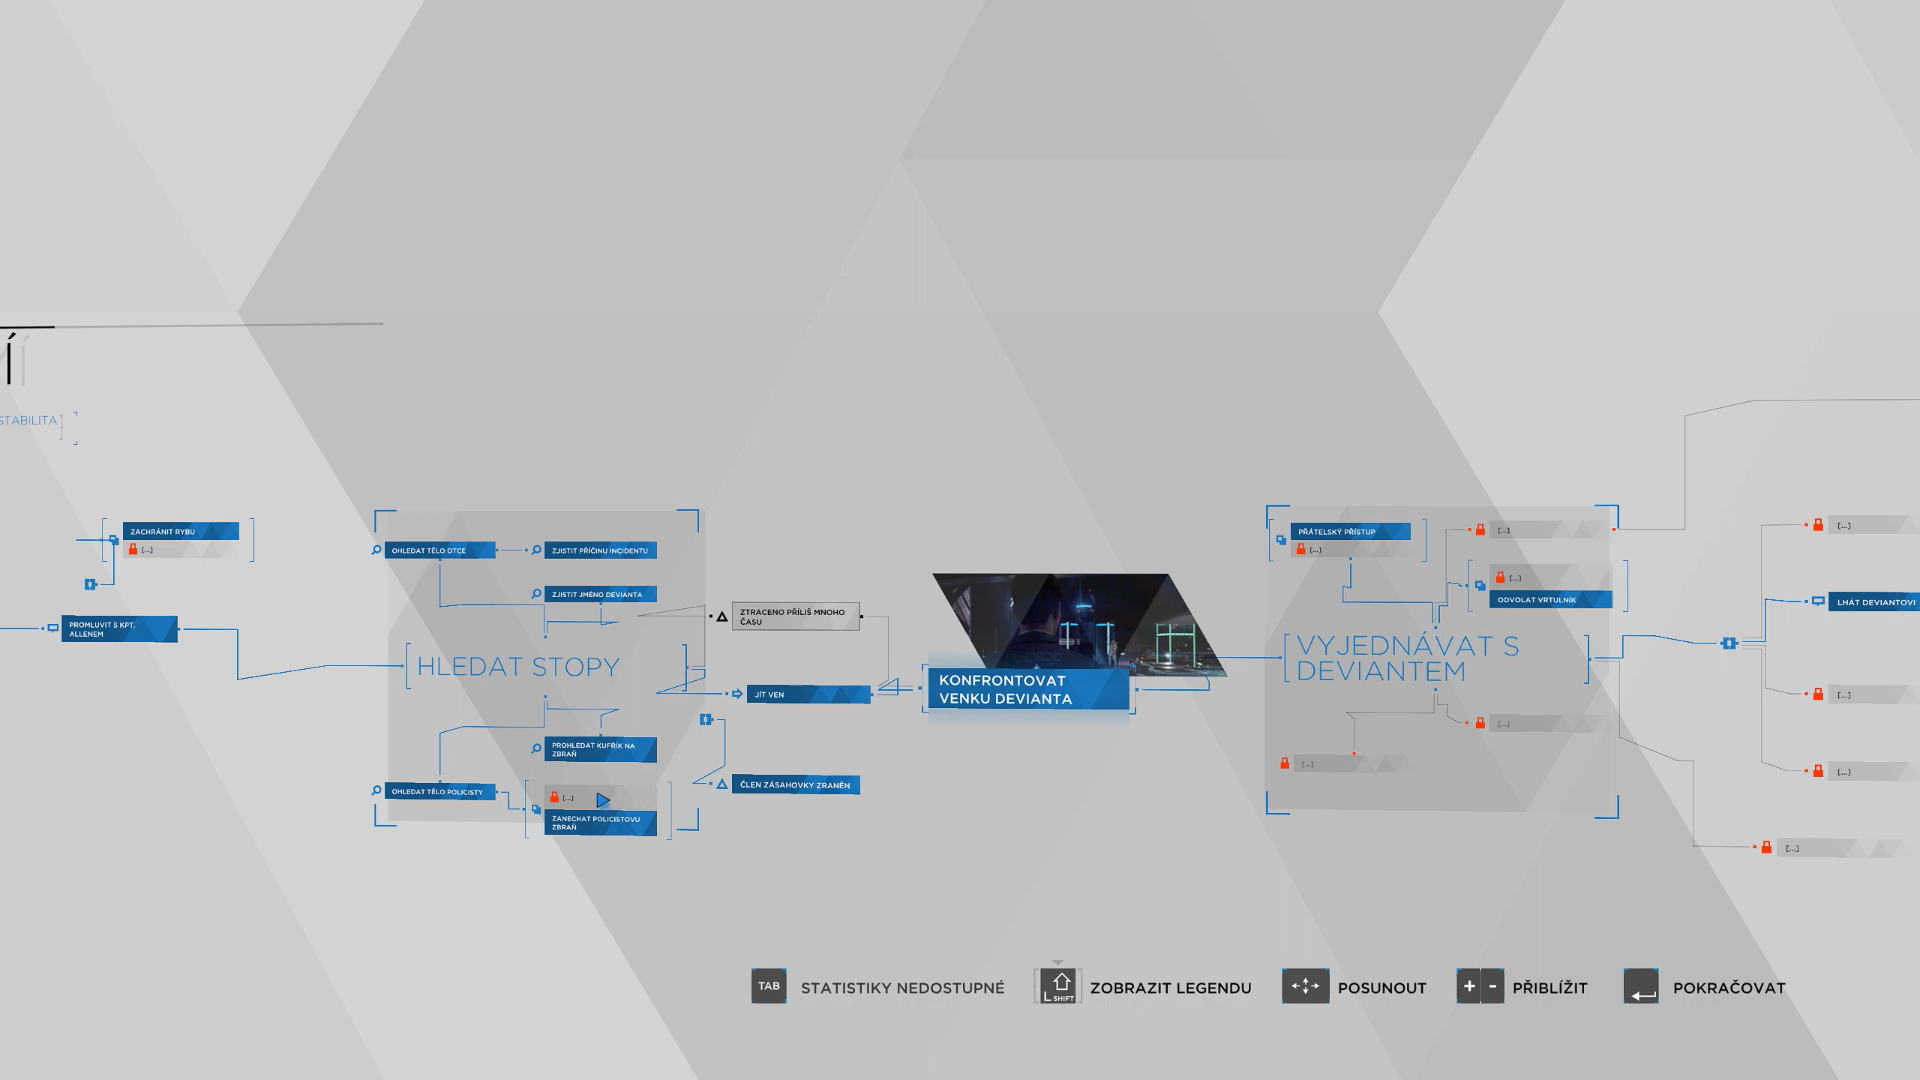 Í
STABILITA
ZACHRÁNIT RYBU
[...]
PROMLUVIT S KPT.
ALLENEM
OHLEDAT TĚLO OTCE
ZJISTIT PŘÍČINU INCIDENTU
ZJISTIT JMÉNO DEVIANTA
HLEDAT STOPY
PROHLEDAT KUFŘÍK NA
ZBRAŇ
OHLEDAT TĚLO POLICISTY
[...]
ZANECHAT POLICISTOVU
ZBRAŇ
ZTRACENO PŘÍLIŠ MNOHO
ČASU
JÍT VEN
ČLEN ZÁSAHOVKY ZRANĚN
KONFRONTOVAT
VENKU DEVIANTA
PŘÁTELSKÝ PŘÍSTUP
[...]
[...]
[...]
ODVOLAT VRTULNÍK
VYJEDNÁVAT S
DEVIANTEM
[...]
[...]
[...]
LHÁT DEVIANTOVI
[...]
[...]
[...]
TAB
STATISTIKY NEDOSTUPNÉ
L SHIFT
ZOBRAZIT LEGENDU
POSUNOUT
+ -
PŘIBLÍŽIT
POKRAČOVAT